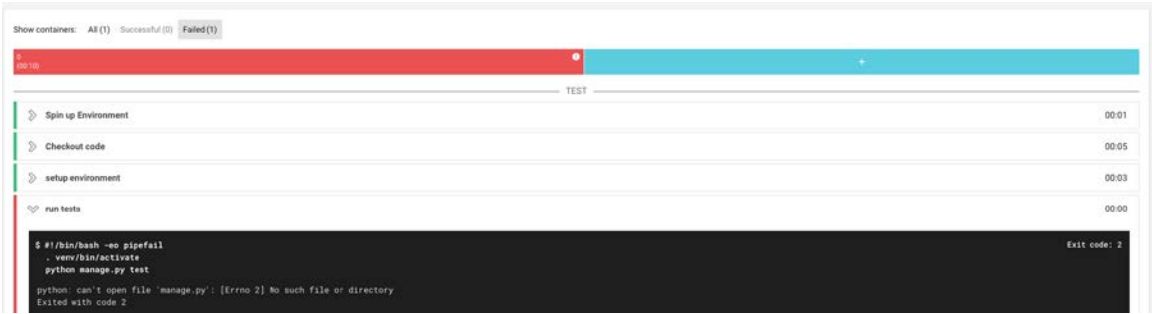 Show containers: All (1) Successful (0) Failed (1)
0
(00:10)
+
TEST
Spin up Environment 00:01
Checkout code 00:05
setup environment 00:03
run tests 00:00
$ #!/bin/bash -eo pipefail Exit code: 2
. venv/bin/activate
python manage.py test
python: can't open file 'manage.py': [Errno 2] No such file or directory
Exited with code 2